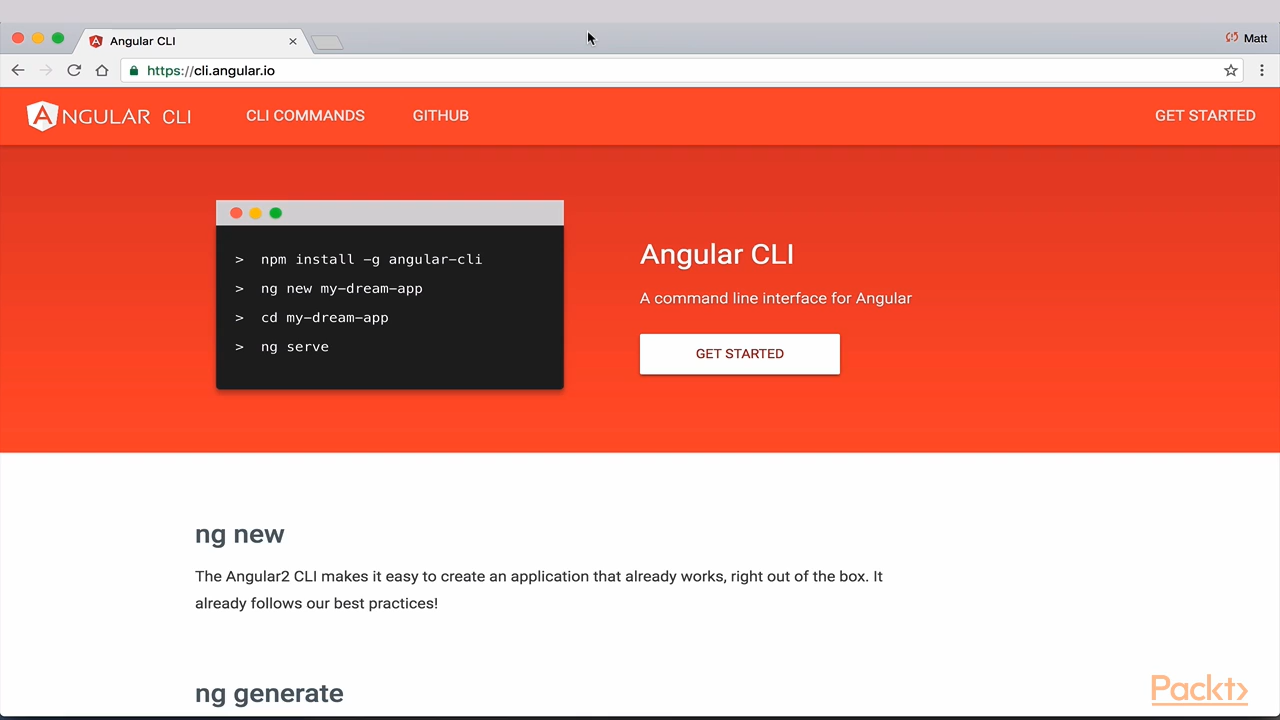 Angular CLI
Matt
https://cli.angular.io
ANGULAR CLI
CLI COMMANDS
GITHUB
GET STARTED
> npm install -g angular-cli
> ng new my-dream-app
> cd my-dream-app
> ng serve
Angular CLI
A command line interface for Angular
GET STARTED
ng new
The Angular2 CLI makes it easy to create an application that already works, right out of the box. It
already follows our best practices!
ng generate
Packt>